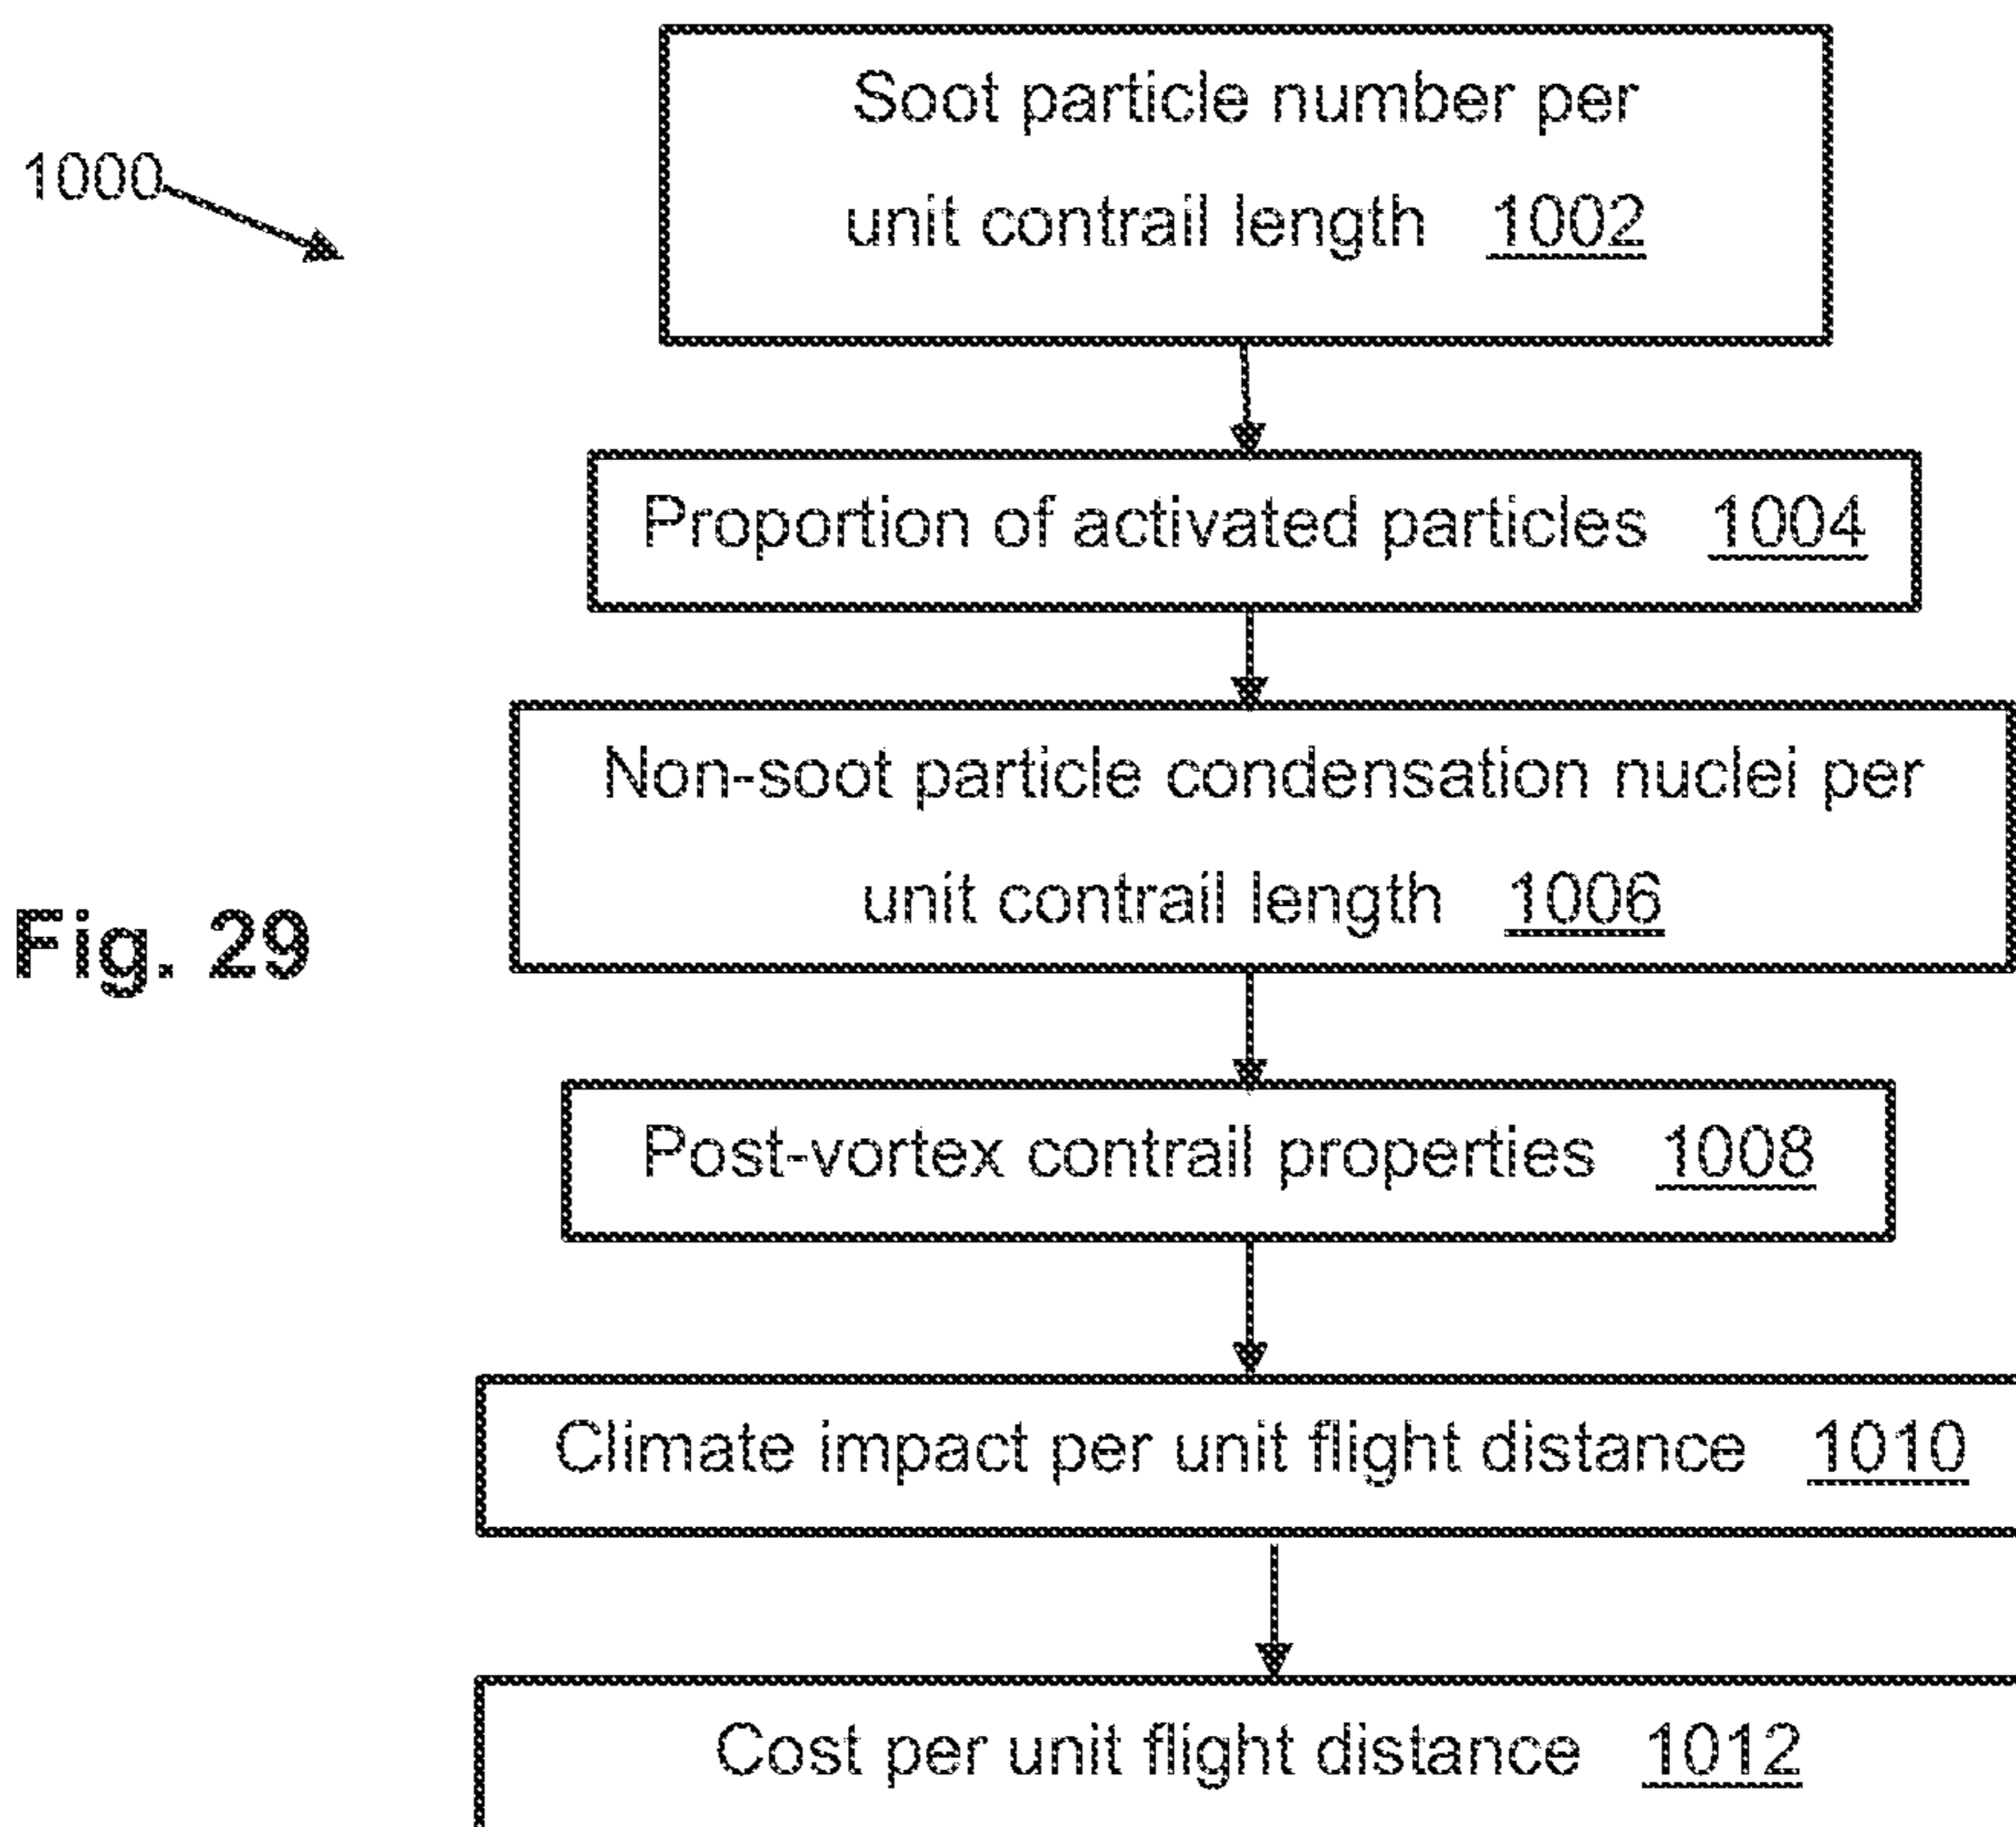 Soot particle number per
unit contrail length 1002
1000
Proportion of activated particles 1004
Non-soot particle condensation nuclei per
unit contrail length 1006
Fig. 29
Post-vortex contrail properties 1008
Climate impact per unit flight distance 1010
Cost per unit flight distance 1012